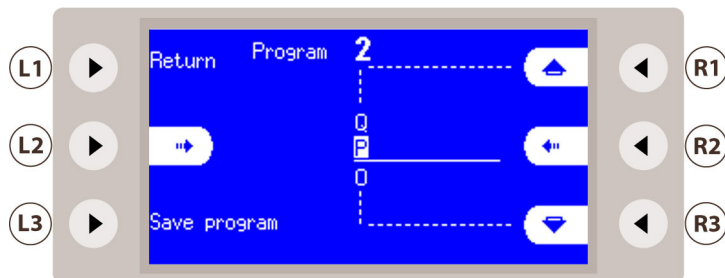 L1
Return
Program 2
R1
L2
Q
P
O
R2
L3
Save program
R3